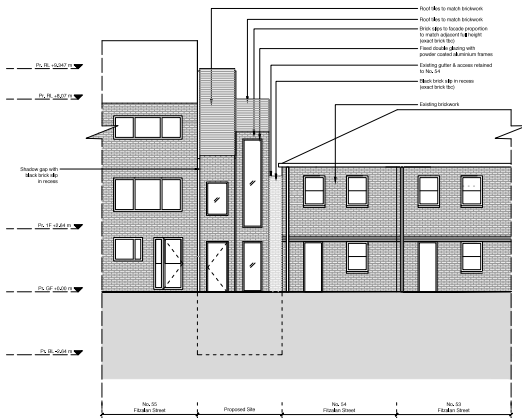 Roof tiles to match brickwork
Roof tiles to match brickwork
Brick slips to facade proportion
to match adjacent full height
(exact brick tbc)
Fixed double glazing with
powder coated aluminium frames
Existing gutter & access retained
to No. 54
Black brick slip in recess
(exact brick tbc)
Existing brickwork
Pr. RL +9.347 m
Pr. RL +8.07 m
Shadow gap with
black brick slip
in recess
Pr. 1F +2.64 m
Pr. GF +0.00 m
Pr. BL -2.64 m
No. 55
Fitzalan Street
Proposed Site
No. 54
Fitzalan Street
No. 53
Fitzalan Street